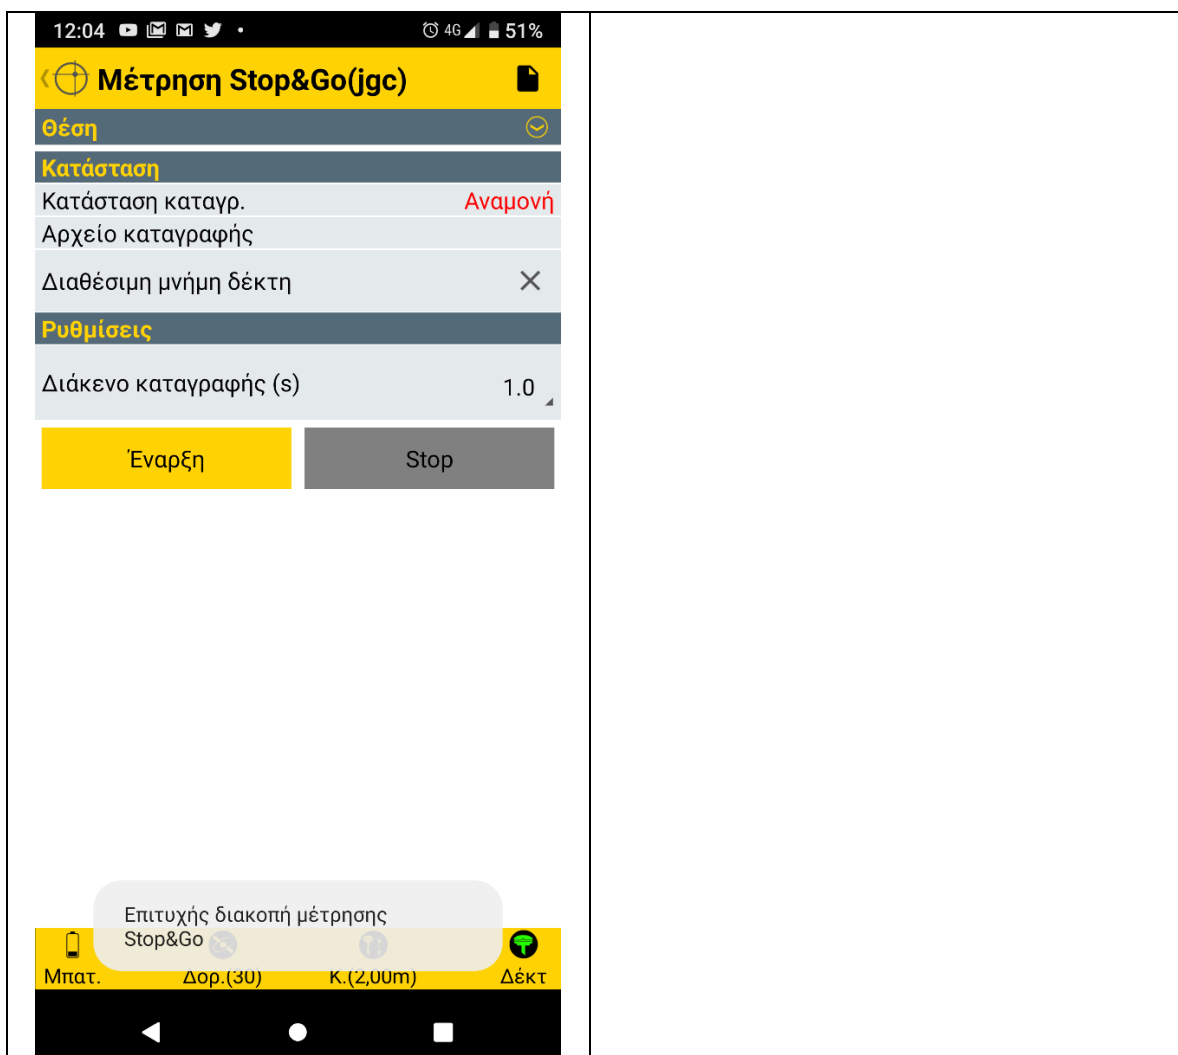 12:04 4G 51%
Μέτρηση Stop&Go(jgc)
Θέση
Κατάσταση
Κατάσταση καταγρ. Αναμονή
Αρχείο καταγραφής
Διαθέσιμη μνήμη δέκτη
Ρυθμίσεις
Διάκενο καταγραφής (s) 1.0
Έναρξη Stop
Επιτυχής διακοπή μέτρησης
Stop&Go
Μπατ. Δορ.(30) Κ.(2,00m) Δέκτ